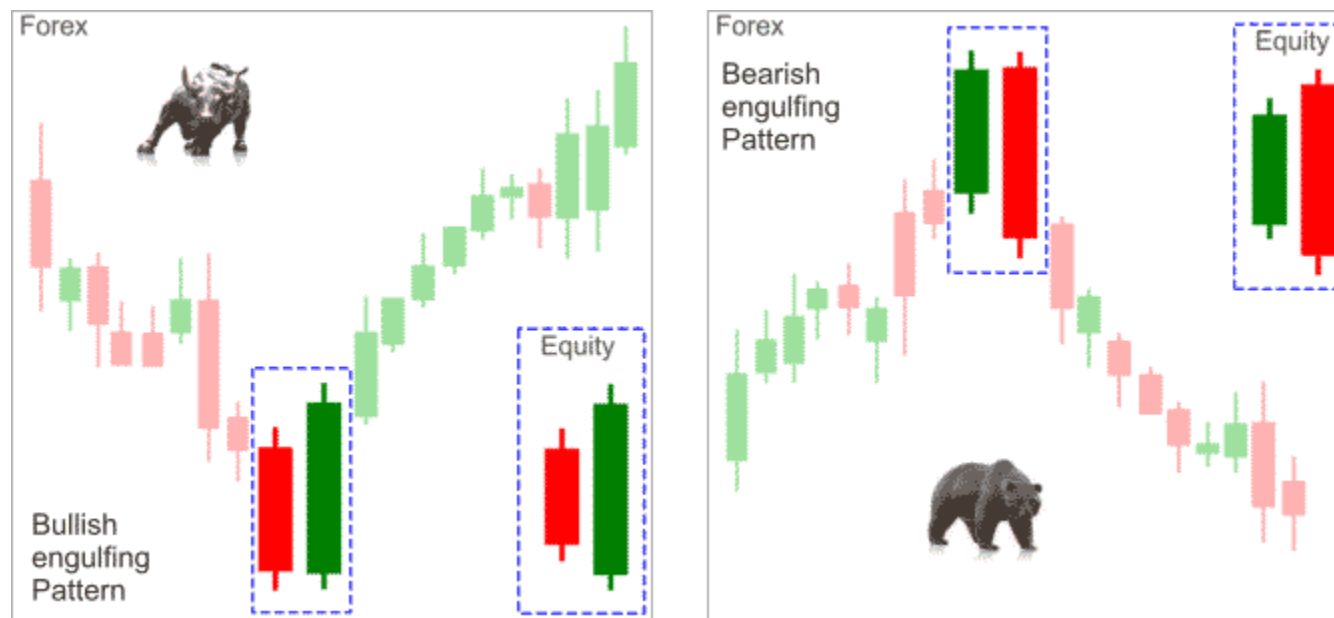 Forex
Equity
Bullish
engulfing
Pattern
Forex
Bearish
engulfing
Pattern
Equity